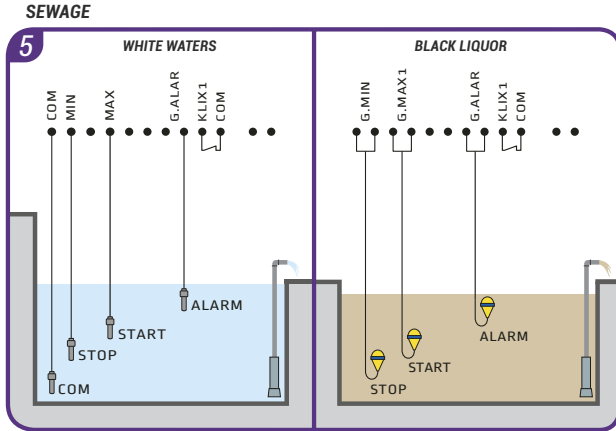 SEWAGE
5
WHITE WATERS
COM
MIN
MAX
G.ALAR
KLIX1
COM
ALARM
START
STOP
COM
BLACK LIQUOR
G.MIN
G.MAX1
G.ALAR
KLIX1
COM
ALARM
START
STOP